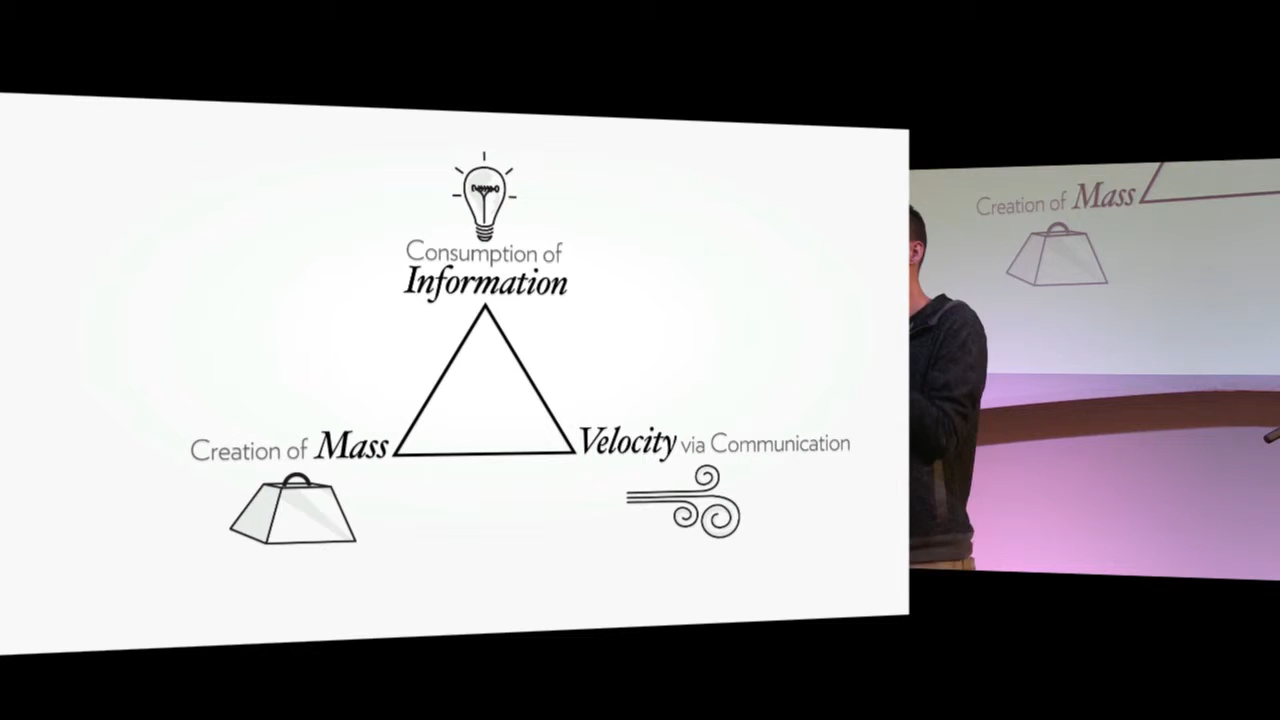 Consumption of
Information
Creation of Mass
Velocity via Communication
Creation of Mass